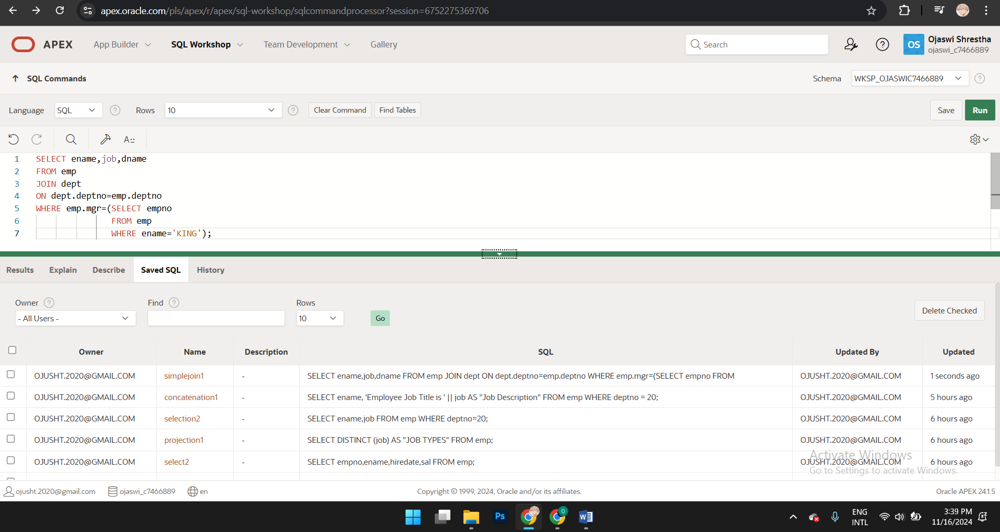 apex.oracle.com/pls/apex/r/apex/sql-workshop/sqlcommandprocessor?session=6752275369706
APEX App Builder SQL Workshop Team Development Gallery Search OS Ojaswi Shrestha
ojaswi_c7466889
SQL Commands Schema WKSP_OJASWIC7466889
Language SQL Rows 10 Clear Command Find Tables Save Run
1 SELECT ename,job,dname
2 FROM emp
3 JOIN dept
4 ON dept.deptno=emp.deptno
5 WHERE emp.mgr=(SELECT empno
6 FROM emp
7 WHERE ename='KING');
Results Explain Describe Saved SQL History
Owner Find Rows
- All Users - 10 Go Delete Checked
Owner Name Description SQL Updated By Updated
OJUSHT.2020@GMAIL.COM simplejoin1 - SELECT ename,job,dname FROM emp JOIN dept ON dept.deptno=emp.deptno WHERE emp.mgr=(SELECT empno FROM OJUSHT.2020@GMAIL.COM 1 seconds ago
OJUSHT.2020@GMAIL.COM concatenation1 - SELECT ename, 'Employee Job Title is ' || job AS "Job Description" FROM emp WHERE deptno = 20; OJUSHT.2020@GMAIL.COM 5 hours ago
OJUSHT.2020@GMAIL.COM selection2 - SELECT ename,job FROM emp WHERE deptno=20; OJUSHT.2020@GMAIL.COM 6 hours ago
OJUSHT.2020@GMAIL.COM projection1 - SELECT DISTINCT (job) AS "JOB TYPES" FROM emp; OJUSHT.2020@GMAIL.COM 6 hours ago
OJUSHT.2020@GMAIL.COM select2 - SELECT empno,ename,hiredate,sal FROM emp; OJUSHT.2020@GMAIL.COM 6 hours ago
Activate Windows
Go to Settings to activate Windows.
ojusht.2020@gmail.com ojaswi_c7466889 en Copyright © 1999, 2024, Oracle and/or its affiliates. Oracle APEX 24.1.5
Ps W O ENG
INTL
3:39 PM
11/16/2024